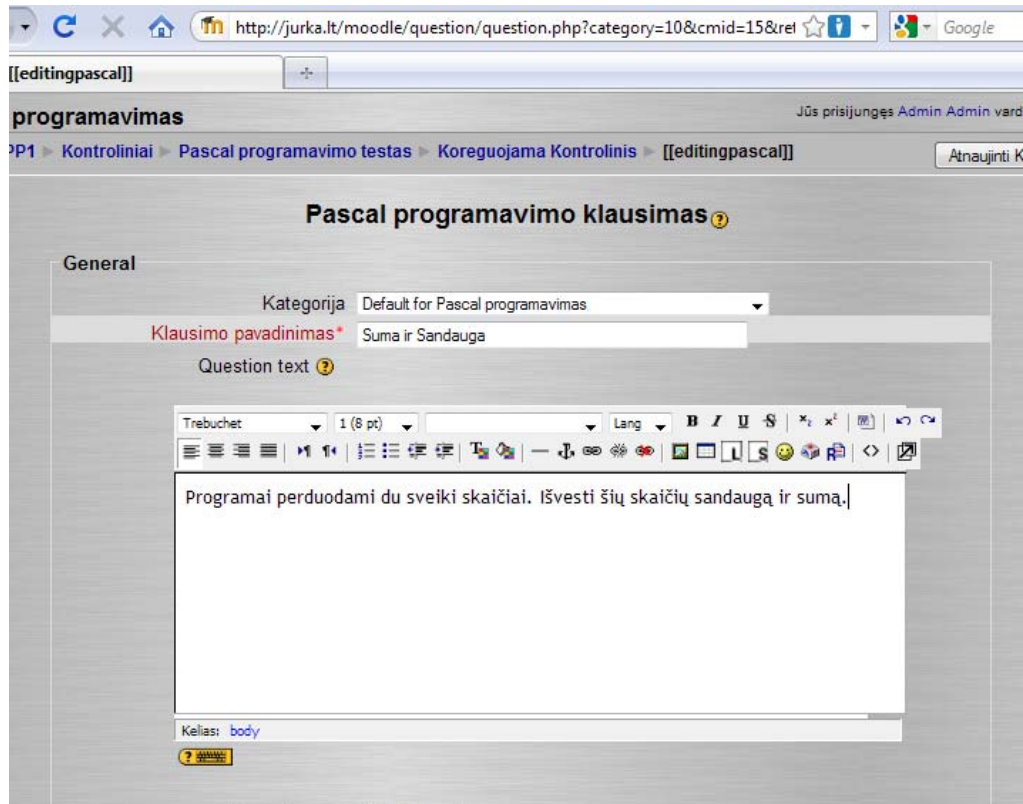 http://jurka.lt/moodle/question/question.php?category=10&cmid=15&ret
Google
[[editingpascal]]
programavimas
Jūs prisijungęs Admin Admin vard
PP1 ► Kontroliniai ► Pascal programavimo testas ► Koreguojama Kontrolinis ► [[editingpascal]]
Atnaujinti K
Pascal programavimo klausimas
General
Kategorija Default for Pascal programavimas
Klausimo pavadinimas* Suma ir Sandauga
Question text
Trebuchet 1 (8 pt) Lang B I U S x₂ x²
Programai perduodami du sveiki skaičiai. Išvesti šių skaičių sandaugą ir sumą.
Kelias: body